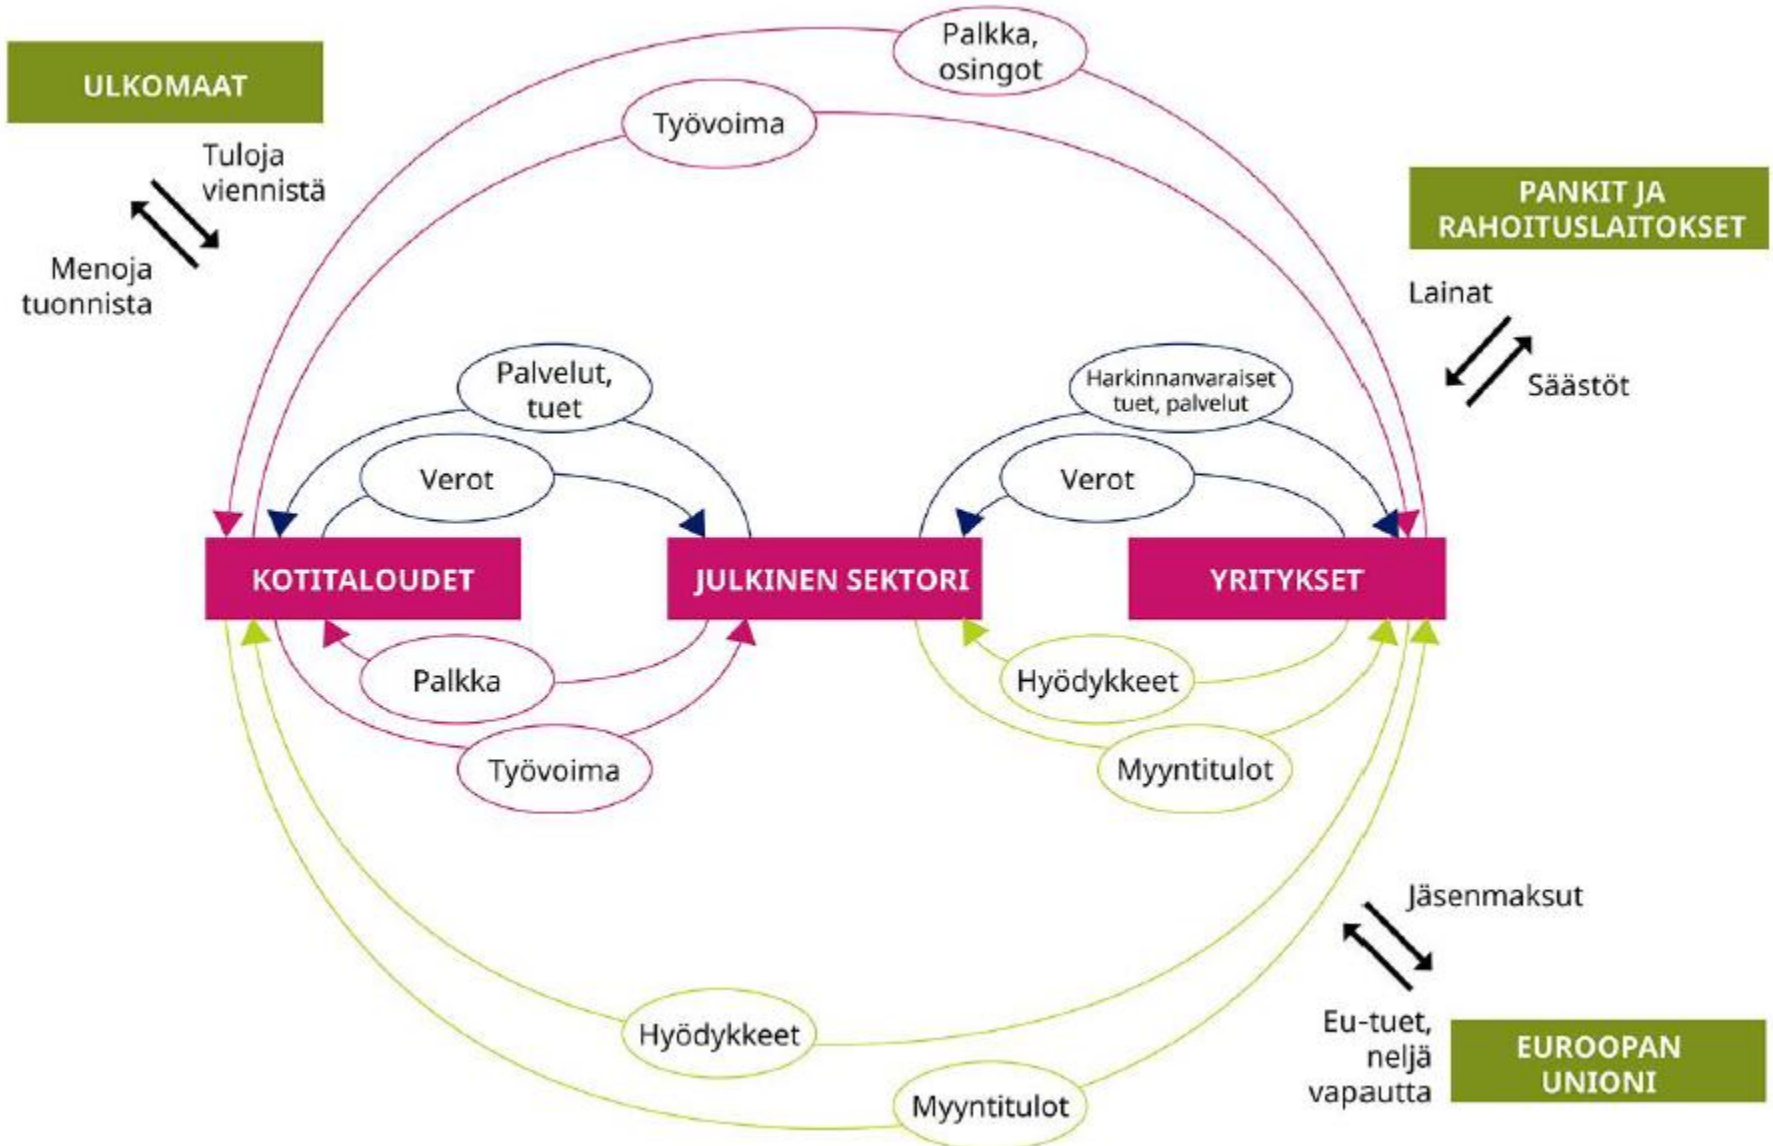 Palkka,
osingot
ULKOMAAT
Työvoima
Tuloja
viennistä
PANKIT JA
RAHOITUSLAITOKSET
Menoja
tuonnista
Lainat
Palvelut,
tuet
Harkinnanvaraiset
tuet, palvelut
Säästöt
Verot
Verot
KOTITALOUDET
JULKINEN SEKTORI
YRITYKSET
Palkka
Hyödykkeet
Työvoima
Myyntitulot
Jäsenmaksut
Hyödykkeet
Eu-tuet,
neljä
vapautta
EUROOPAN
UNIONI
Myyntitulot